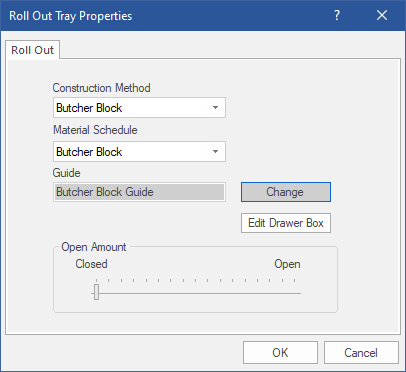 Roll Out Tray Properties
Roll Out
Construction Method
Butcher Block
Material Schedule
Butcher Block
Guide
Butcher Block Guide Change
Edit Drawer Box
Open Amount
Closed Open
OK Cancel